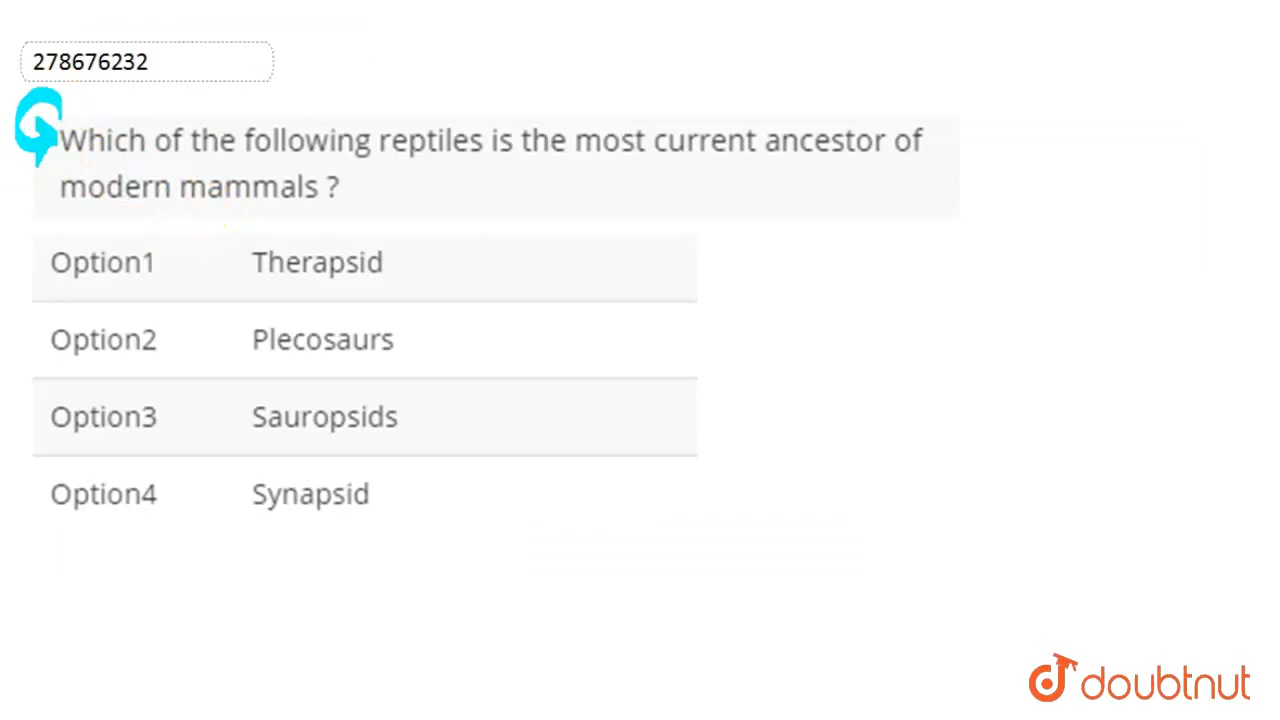 278676232
Which of the following reptiles is the most current ancestor of
modern mammals ?
Option1 Therapsid
Option2 Plecosaurs
Option3 Sauropsids
Option4 Synapsid
doubtnut